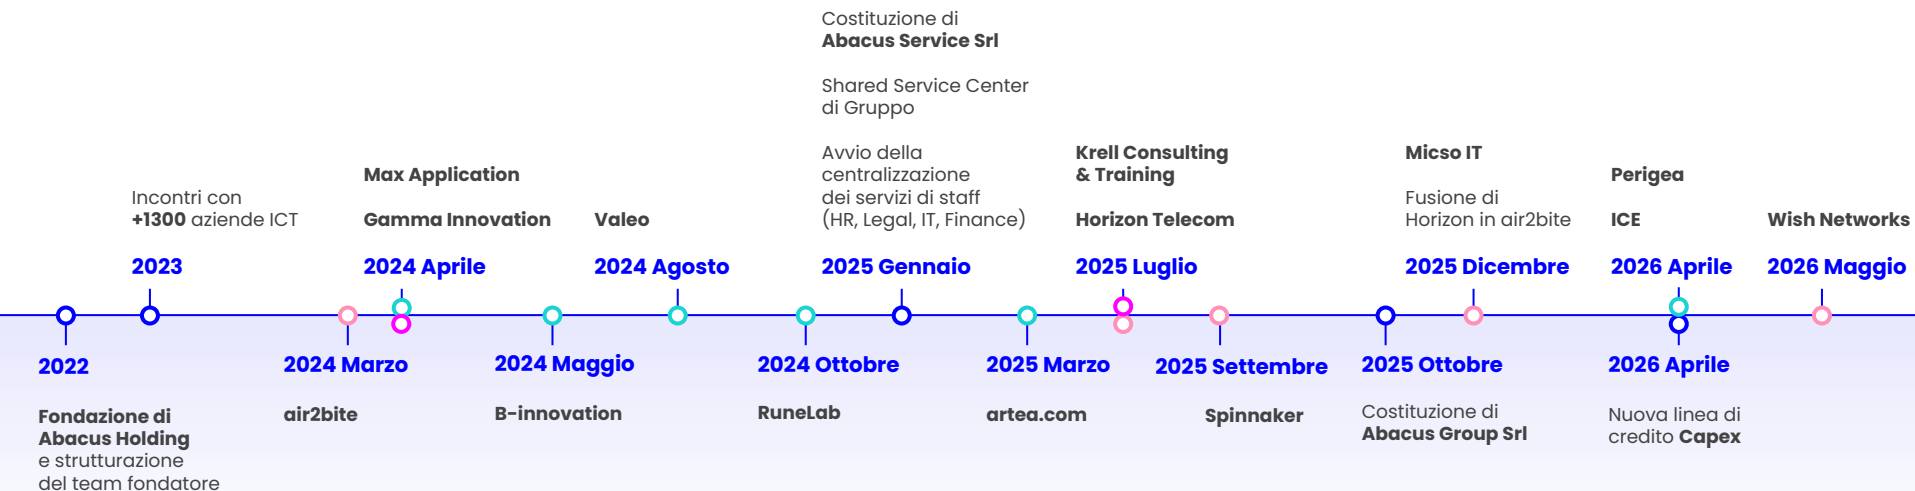 2022
Fondazione di
Abacus Holding
e strutturazione
del team fondatore
Incontri con
+1300 aziende ICT
2023
2024 Marzo
air2bite
Max Application
Gamma Innovation
2024 Aprile
2024 Maggio
B-innovation
Valeo
2024 Agosto
2024 Ottobre
RuneLab
Costituzione di
Abacus Service Srl
Shared Service Center
di Gruppo
Avvio della
centralizzazione
dei servizi di staff
(HR, Legal, IT, Finance)
2025 Gennaio
2025 Marzo
artea.com
Krell Consulting
& Training
Horizon Telecom
2025 Luglio
2025 Settembre
Spinnaker
2025 Ottobre
Costituzione di
Abacus Group Srl
Micso IT
Fusione di
Horizon in air2bite
2025 Dicembre
Perigea
ICE
2026 Aprile
2026 Aprile
Nuova linea di
credito Capex
Wish Networks
2026 Maggio